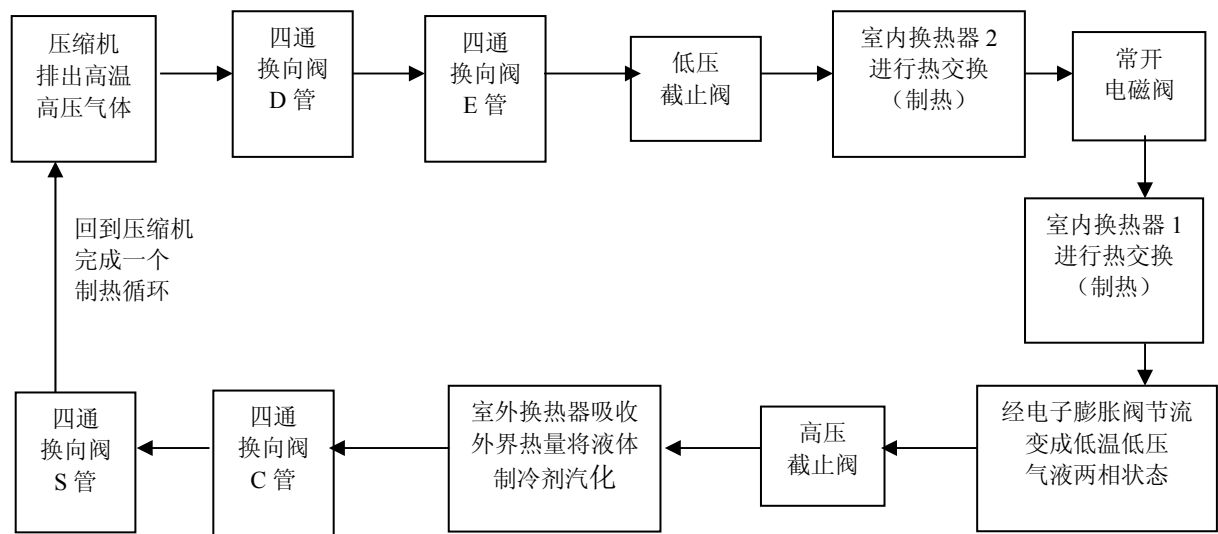 压缩机
排出高温
高压气体
四通
换向阀
D 管
四通
换向阀
E 管
低压
截止阀
室内换热器 2
进行热交换
（制热）
常开
电磁阀
室内换热器 1
进行热交换
（制热）
经电子膨胀阀节流
变成低温低压
气液两相状态
高压
截止阀
室外换热器吸收
外界热量将液体
制冷剂汽化
四通
换向阀
C 管
四通
换向阀
S 管
回到压缩机
完成一个
制热循环